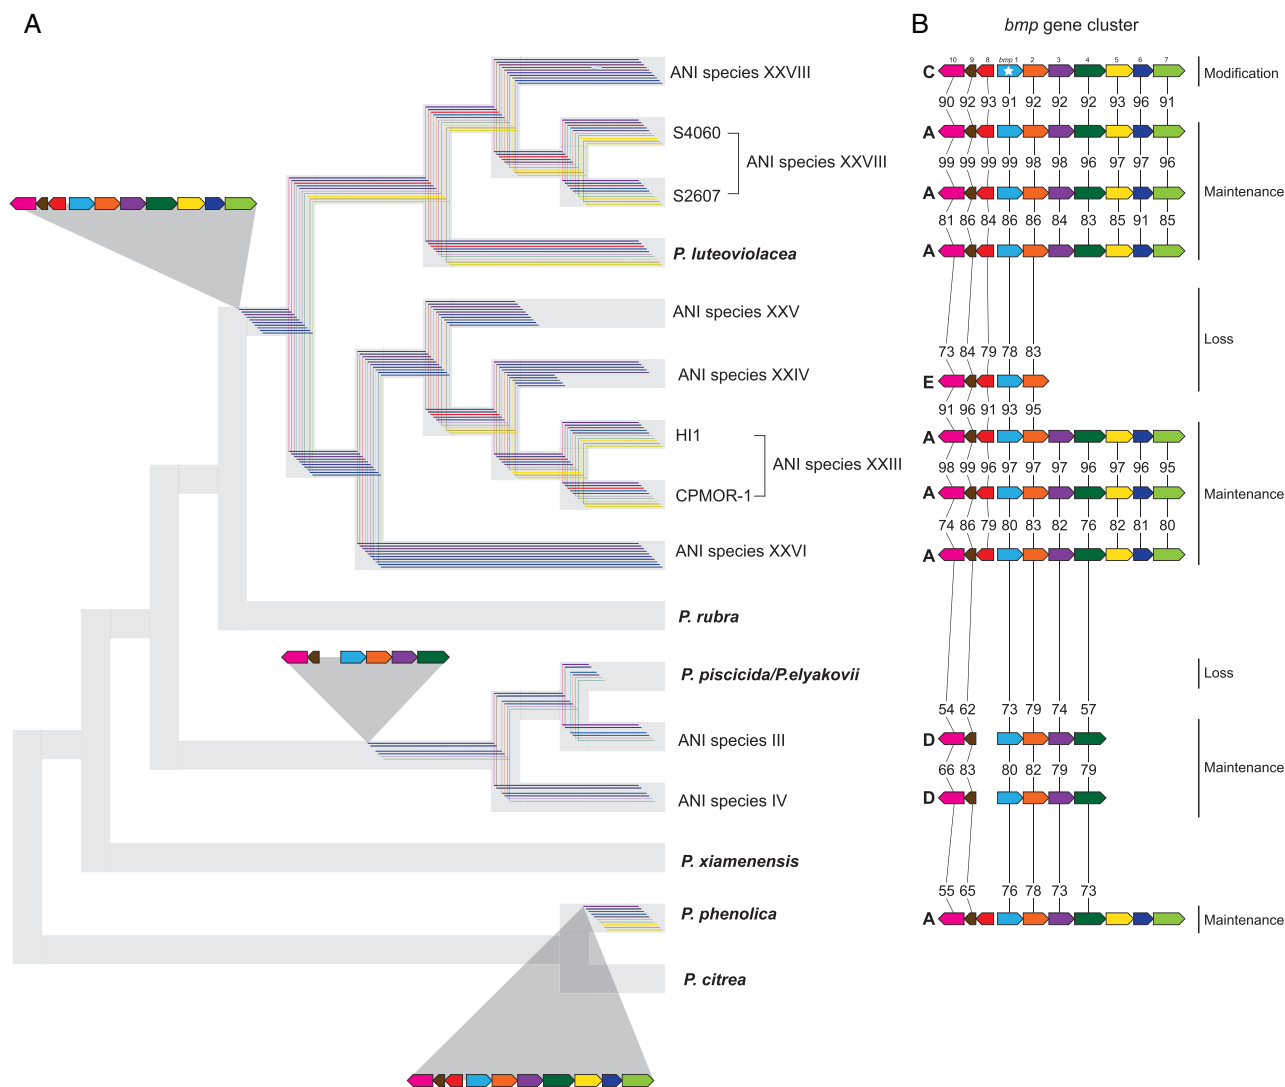 A
ANI species XXVIII
S4060
ANI species XXVIII
S2607
P. luteoviolacea
ANI species XXV
ANI species XXIV
HI1
ANI species XXIII
CPMOR-1
ANI species XXVI
P. rubra
P. piscicida/P.elyakovii
ANI species III
ANI species IV
P. xiamenensis
P. phenolica
P. citrea
B
bmp gene cluster
10 9 8 bmp 1 2 3 4 5 6 7
C Modification
90 92 93 91 92 92 92 93 96 91
A
99 99 99 99 98 98 96 97 97 96
A Maintenance
81 86 84 86 86 84 83 85 91 85
A
Loss
73 84 79 78 83
E
91 96 91 93 95
A
98 99 96 97 97 97 96 97 96 95
A Maintenance
74 86 79 80 83 82 76 82 81 80
A
Loss
54 62 73 79 74 57
D
66 83 80 82 79 79
Maintenance
D
55 65 76 78 73 73
A Maintenance